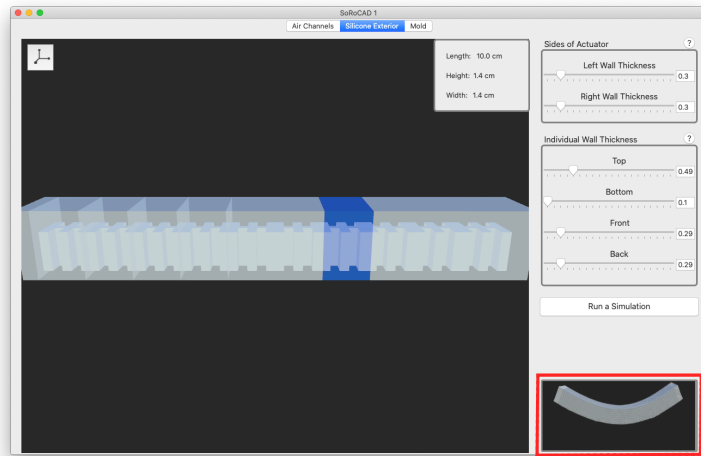 SoRoCAD 1
Air Channels Silicone Exterior Mold
Length: 10.0 cm
Height: 1.4 cm
Width: 1.4 cm
Sides of Actuator ?
Left Wall Thickness
0.3
Right Wall Thickness
0.3
Individual Wall Thickness ?
Top
0.49
Bottom
0.1
Front
0.29
Back
0.29
Run a Simulation